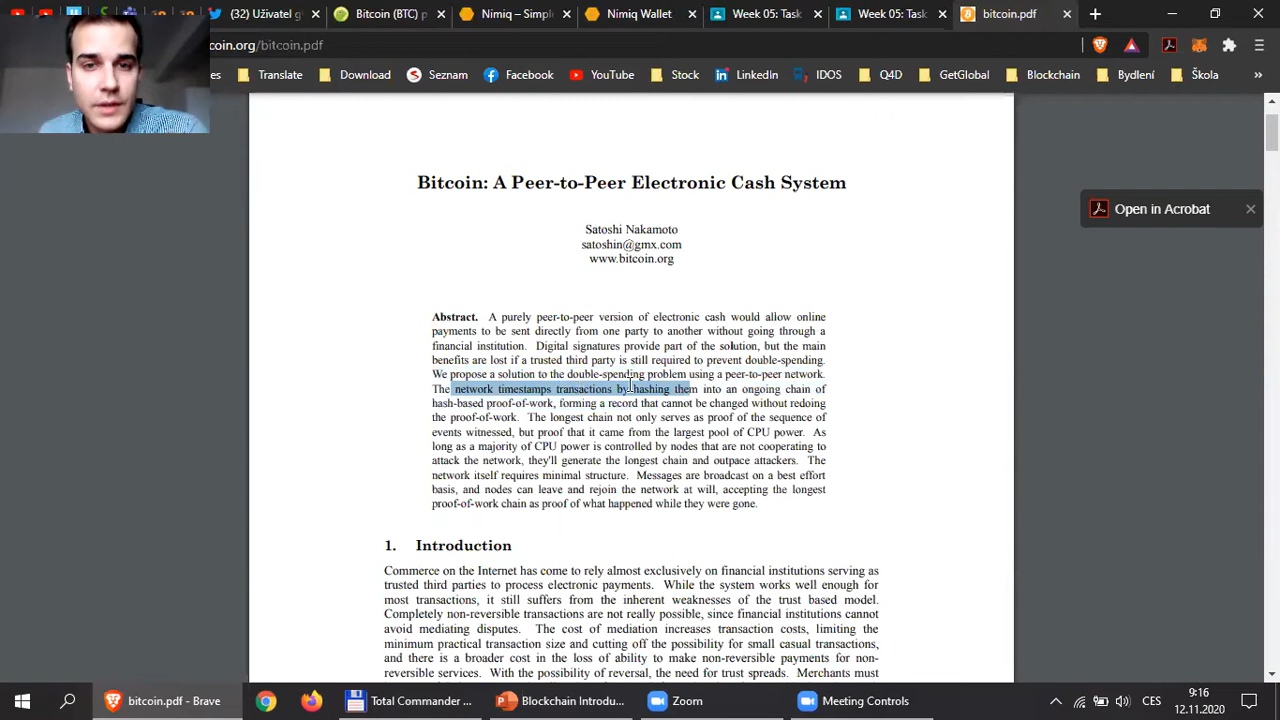 (32) Uživatel g
Bitcoin (BTC) p
Nimiq – Simp
Nimiq Wallet
Week 05: Task
Week 05: Task
bitcoin.pdf
coin.org/bitcoin.pdf
es
Translate
Download
Seznam
Facebook
YouTube
Stock
LinkedIn
IDOS
Q4D
GetGlobal
Blockchain
Bydlení
Škola
»
Open in Acrobat
Bitcoin: A Peer-to-Peer Electronic Cash System
Satoshi Nakamoto
satoshin@gmx.com
www.bitcoin.org
Abstract. A purely peer-to-peer version of electronic cash would allow online
payments to be sent directly from one party to another without going through a
financial institution. Digital signatures provide part of the solution, but the main
benefits are lost if a trusted third party is still required to prevent double-spending.
We propose a solution to the double-spending problem using a peer-to-peer network.
The network timestamps transactions by hashing them into an ongoing chain of
hash-based proof-of-work, forming a record that cannot be changed without redoing
the proof-of-work. The longest chain not only serves as proof of the sequence of
events witnessed, but proof that it came from the largest pool of CPU power. As
long as a majority of CPU power is controlled by nodes that are not cooperating to
attack the network, they'll generate the longest chain and outpace attackers. The
network itself requires minimal structure. Messages are broadcast on a best effort
basis, and nodes can leave and rejoin the network at will, accepting the longest
proof-of-work chain as proof of what happened while they were gone.
1. Introduction
Commerce on the Internet has come to rely almost exclusively on financial institutions serving as
trusted third parties to process electronic payments. While the system works well enough for
most transactions, it still suffers from the inherent weaknesses of the trust based model.
Completely non-reversible transactions are not really possible, since financial institutions cannot
avoid mediating disputes. The cost of mediation increases transaction costs, limiting the
minimum practical transaction size and cutting off the possibility for small casual transactions,
and there is a broader cost in the loss of ability to make non-reversible payments for non-
reversible services. With the possibility of reversal, the need for trust spreads. Merchants must
bitcoin.pdf - Brave
Total Commander ...
Blockchain Introdu...
Zoom
Meeting Controls
CES
9:16
12.11.2020